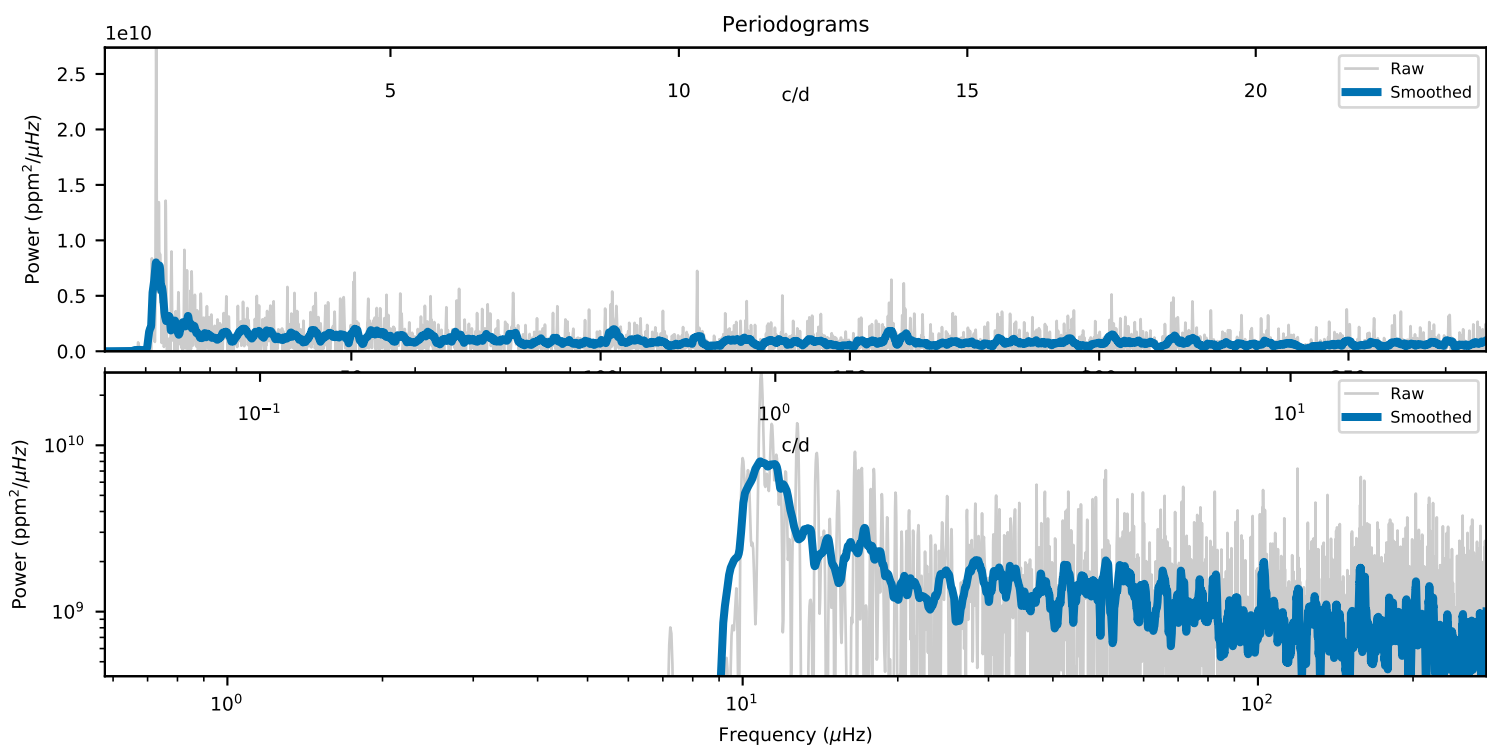 Periodograms
1e10
5 10 15 20
c/d
Raw
Smoothed
2.5
2.0
1.5
1.0
0.5
0.0
Power (ppm²/μHz)
10⁻¹ 10⁰ 10¹
c/d
Raw
Smoothed
10¹⁰
10⁹
Power (ppm²/μHz)
10⁰ 10¹ 10²
Frequency (μHz)